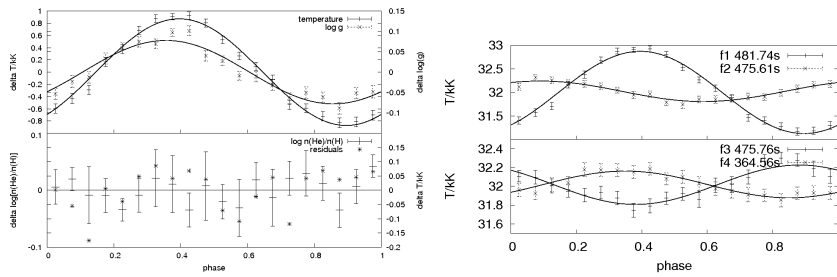 temperature
log g
delta T/kK
1
0.8
0.6
0.4
0.2
0
-0.2
-0.4
-0.6
-0.8
0.15
0.1
0.05
0
-0.05
-0.1
delta log(g)
log n(He)/n(H)
residuals
delta log[n(He)/n(H)]
0.1
0
-0.1
0.15
0.1
0.05
0
-0.05
-0.1
-0.15
-0.2
delta T/kK
0 0.2 0.4 0.6 0.8 1
phase
f1 481.74s
f2 475.61s
T/kK
33
32.5
32
31.5
f3 475.76s
f4 364.56s
T/kK
32.4
32.2
32
31.8
31.6
0 0.2 0.4 0.6 0.8
phase